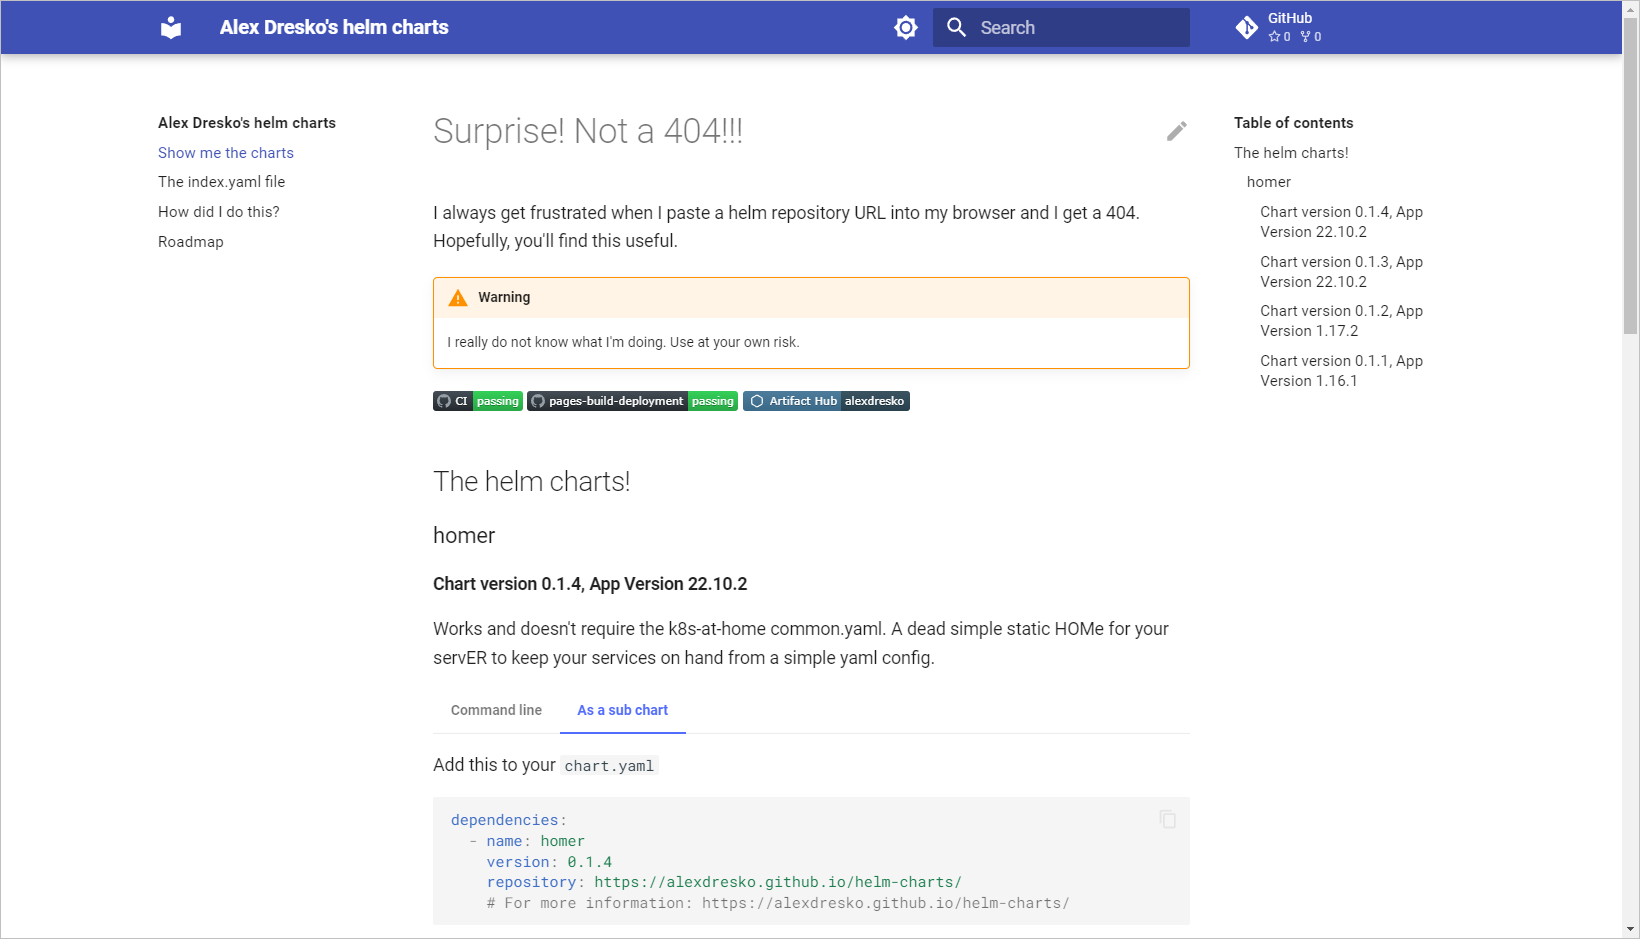 Alex Dresko's helm charts
Search
GitHub
0 0
Alex Dresko's helm charts
Show me the charts
The index.yaml file
How did I do this?
Roadmap
Surprise! Not a 404!!!
I always get frustrated when I paste a helm repository URL into my browser and I get a 404.
Hopefully, you'll find this useful.
Warning
I really do not know what I'm doing. Use at your own risk.
CI passing pages-build-deployment passing Artifact Hub alexdresko
The helm charts!
homer
Chart version 0.1.4, App Version 22.10.2
Works and doesn't require the k8s-at-home common.yaml. A dead simple static HOMe for your
servER to keep your services on hand from a simple yaml config.
Command line As a sub chart
Add this to your chart.yaml
dependencies:
- name: homer
version: 0.1.4
repository: https://alexdresko.github.io/helm-charts/
# For more information: https://alexdresko.github.io/helm-charts/
Table of contents
The helm charts!
homer
Chart version 0.1.4, App
Version 22.10.2
Chart version 0.1.3, App
Version 22.10.2
Chart version 0.1.2, App
Version 1.17.2
Chart version 0.1.1, App
Version 1.16.1